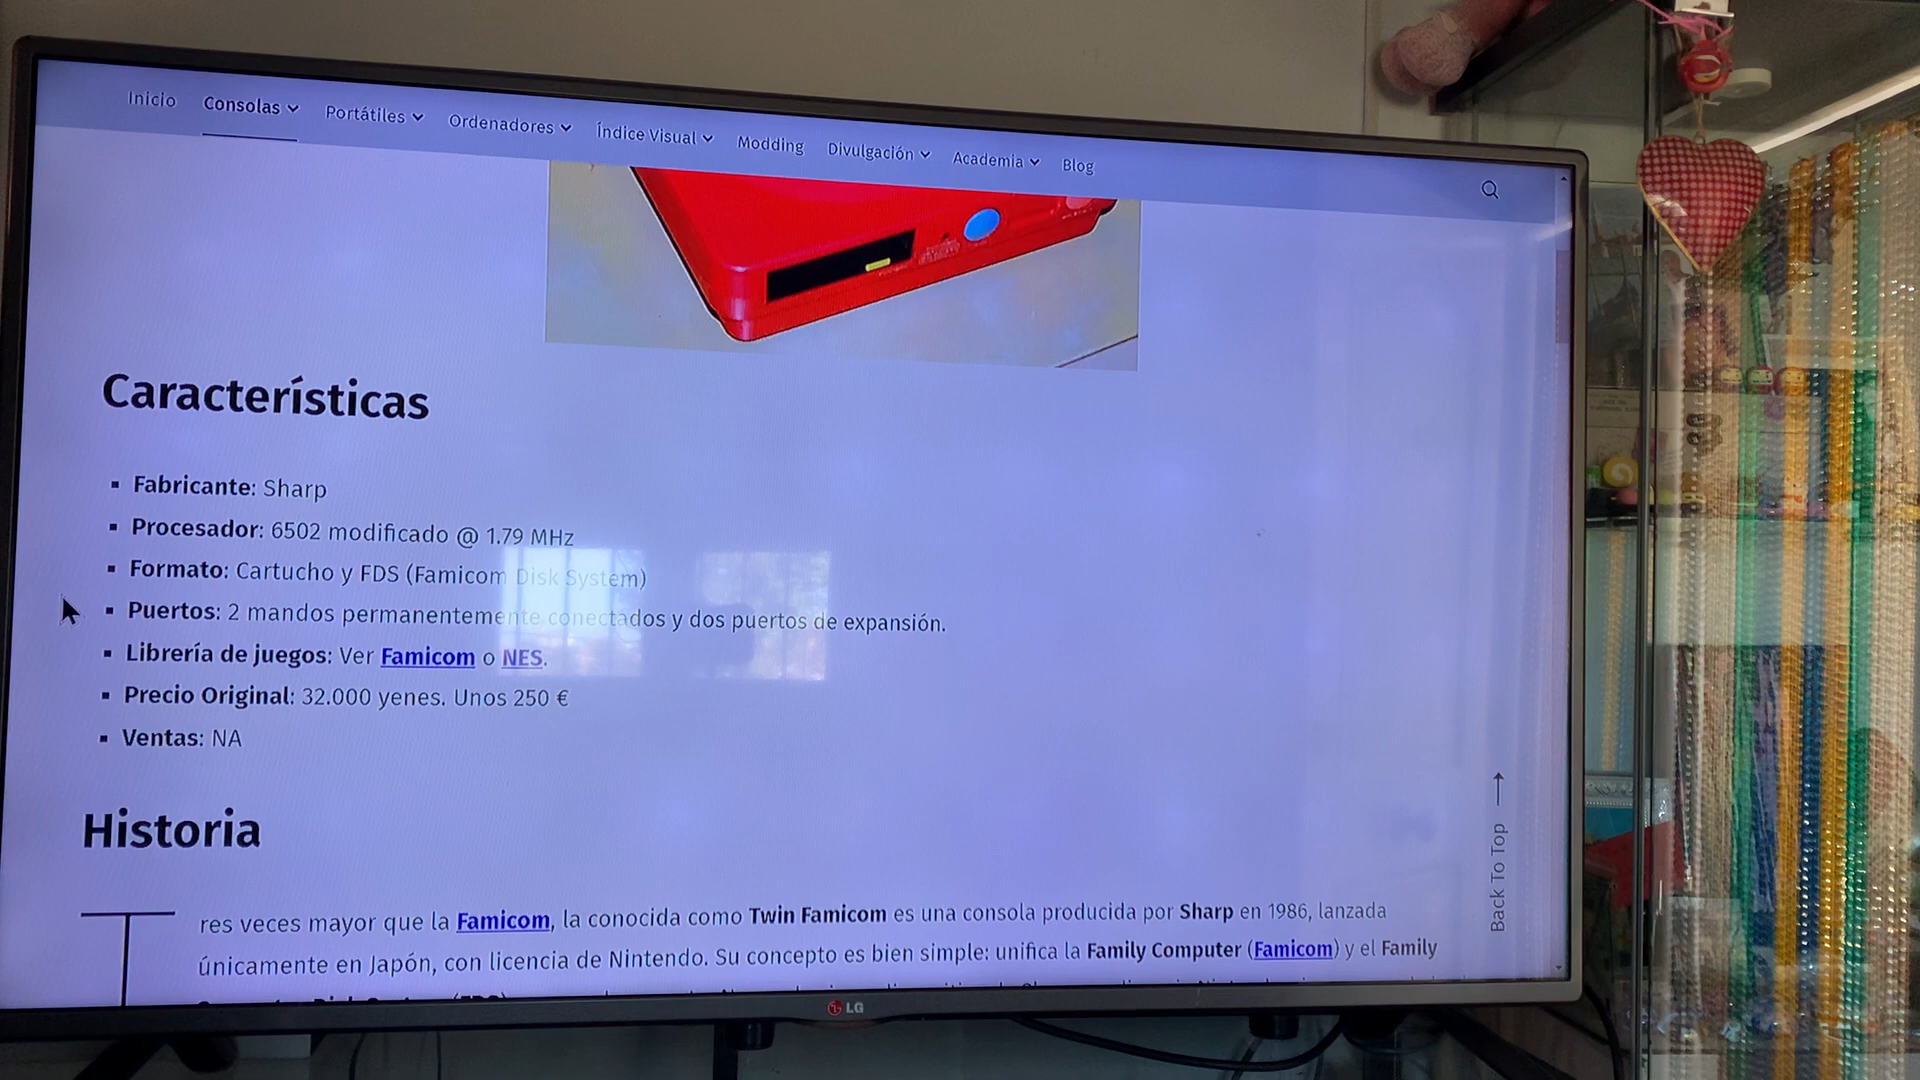 Inicio Consolas Portátiles Ordenadores Índice Visual Modding Divulgación Academia Blog
Características
Fabricante: Sharp
Procesador: 6502 modificado @ 1.79 MHz
Formato: Cartucho y FDS (Famicom Disk System)
Puertos: 2 mandos permanentemente conectados y dos puertos de expansión.
Librería de juegos: Ver Famicom o NES.
Precio Original: 32.000 yenes. Unos 250 €
Ventas: NA
Historia
Tres veces mayor que la Famicom, la conocida como Twin Famicom es una consola producida por Sharp en 1986, lanzada
únicamente en Japón, con licencia de Nintendo. Su concepto es bien simple: unifica la Family Computer (Famicom) y el Family
Back To Top
LG